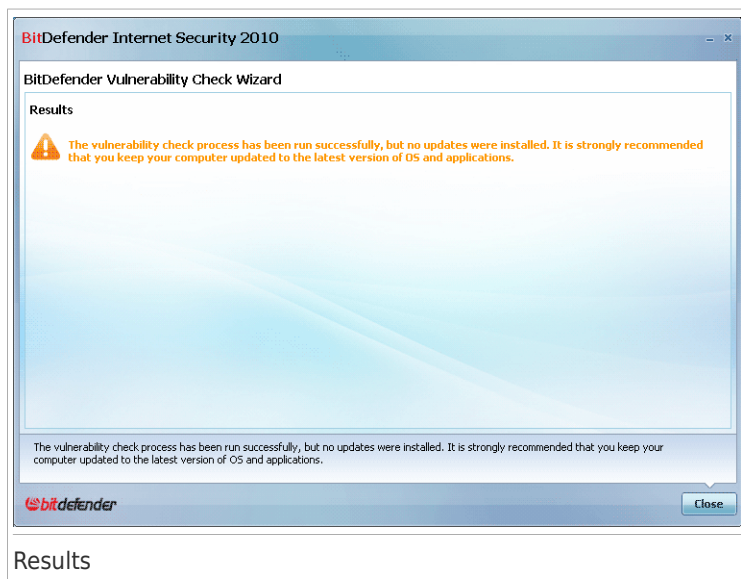 BitDefender Internet Security 2010
BitDefender Vulnerability Check Wizard
Results
The vulnerability check process has been run successfully, but no updates were installed. It is strongly recommended
that you keep your computer updated to the latest version of OS and applications.
The vulnerability check process has been run successfully, but no updates were installed. It is strongly recommended that you keep your
computer updated to the latest version of OS and applications.
bitdefender
Close
Results